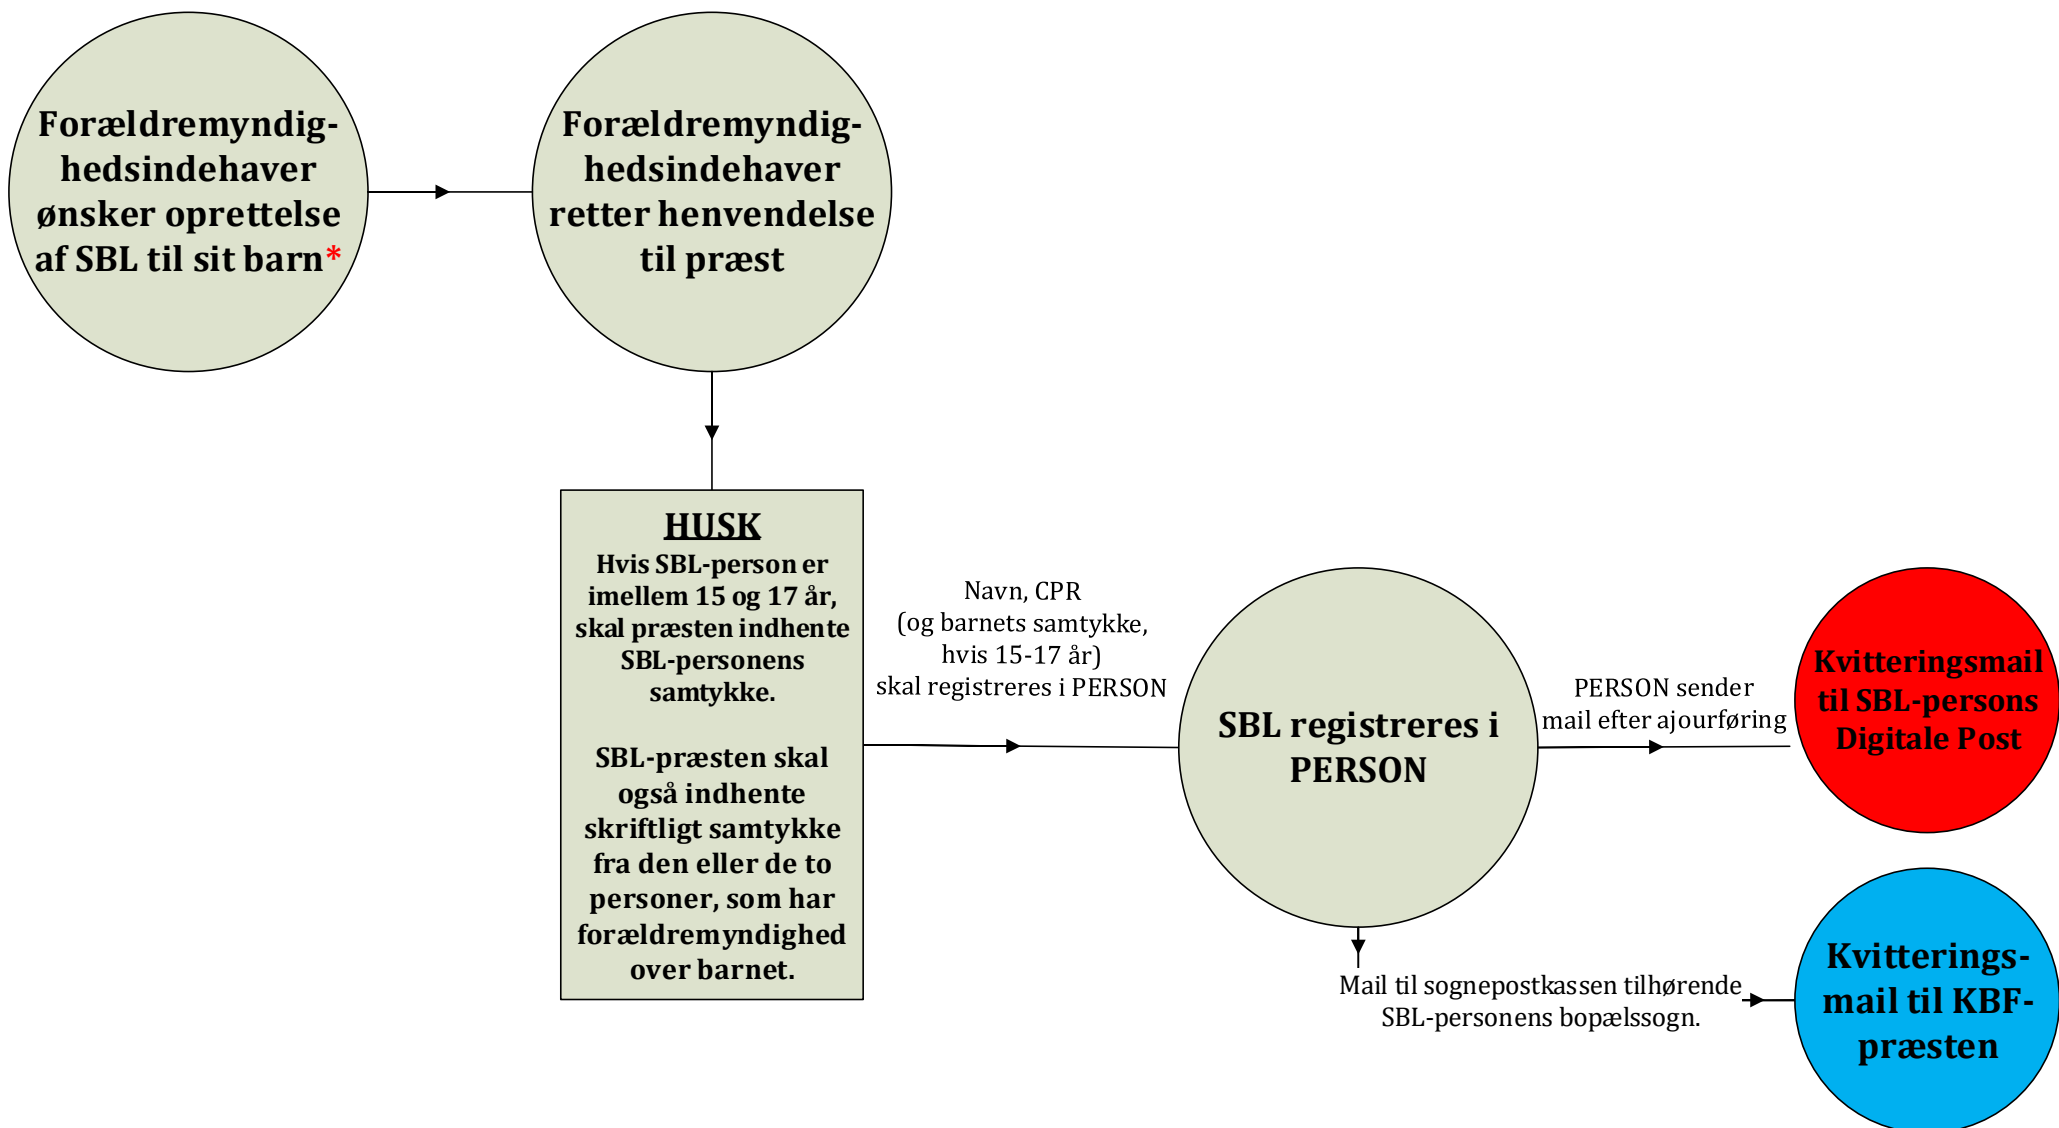 Forældremyndig-
hedsindehaver
ønsker oprettelse
af SBL til sit barn*
Forældremyndig-
hedsindehaver
retter henvendelse
til præst
HUSK
Hvis SBL-person er
imellem 15 og 17 år,
skal præsten indhente
SBL-personens
samtykke.
SBL-præsten skal
også indhente
skriftligt samtykke
fra den eller de to
personer, som har
forældremyndighed
over barnet.
Navn, CPR
(og barnets samtykke,
hvis 15-17 år)
skal registreres i PERSON
SBL registreres i
PERSON
PERSON sender
mail efter ajourføring
Kvitteringsmail
til SBL-persons
Digitale Post
Mail til sognepostkassen tilhørende
SBL-personens bopælssogn.
Kvitterings-
mail til KBF-
præsten